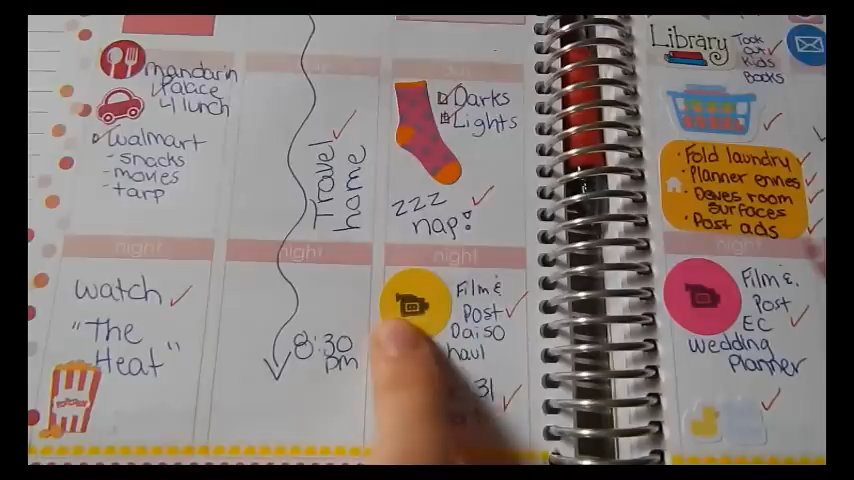 mandarin
Palace
4 lunch
Walmart
- snacks
- movies
- tarp
night
watch
"The
Heat"
Travel
home
night
8:30
pm
Darks
Lights
zzz
nap!
night
Film &
Post
Daiso
haul
31
Library
Took
out
Kids
Books
• Fold laundry
• Planner ennies
• Daves room
surfaces
• Post ads
night
Film &
Post
EC
wedding
Planner